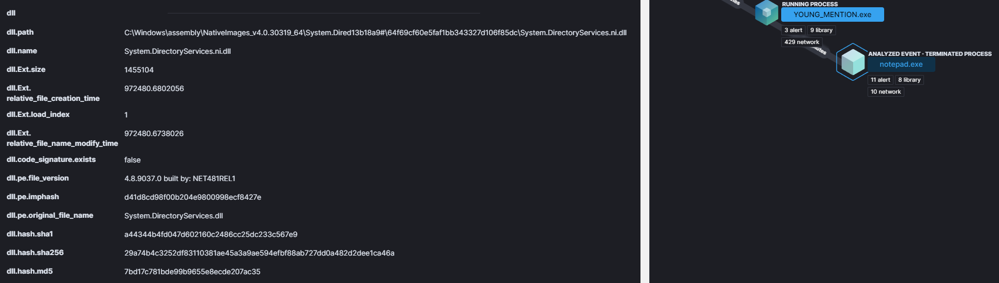 dll
dll.path C:\Windows\assembly\NativeImages_v4.0.30319_64\System.Dired13b18a9#\64f69cf60e5faf1bb343327d106f85dc\System.DirectoryServices.ni.dll
dll.name System.DirectoryServices.ni.dll
dll.Ext.size 1455104
dll.Ext.
relative_file_creation_time 972480.6802056
dll.Ext.load_index 1
dll.Ext.
relative_file_name_modify_time 972480.6738026
dll.code_signature.exists false
dll.pe.file_version 4.8.9037.0 built by: NET481REL1
dll.pe.imphash d41d8cd98f00b204e9800998ecf8427e
dll.pe.original_file_name System.DirectoryServices.dll
dll.hash.sha1 a44344b4fd047d602160c2486cc25dc233c567e9
dll.hash.sha256 29a74b4c3252df83110381ae45a3a9ae594efbf88ab727dd0a482d2dee1ca46a
dll.hash.md5 7bd17c781bde99b9655e8ecde207ac35
RUNNING PROCESS
YOUNG_MENTION.exe
3 alert 9 library
429 network
ANALYZED EVENT · TERMINATED PROCESS
notepad.exe
11 alert 8 library
10 network